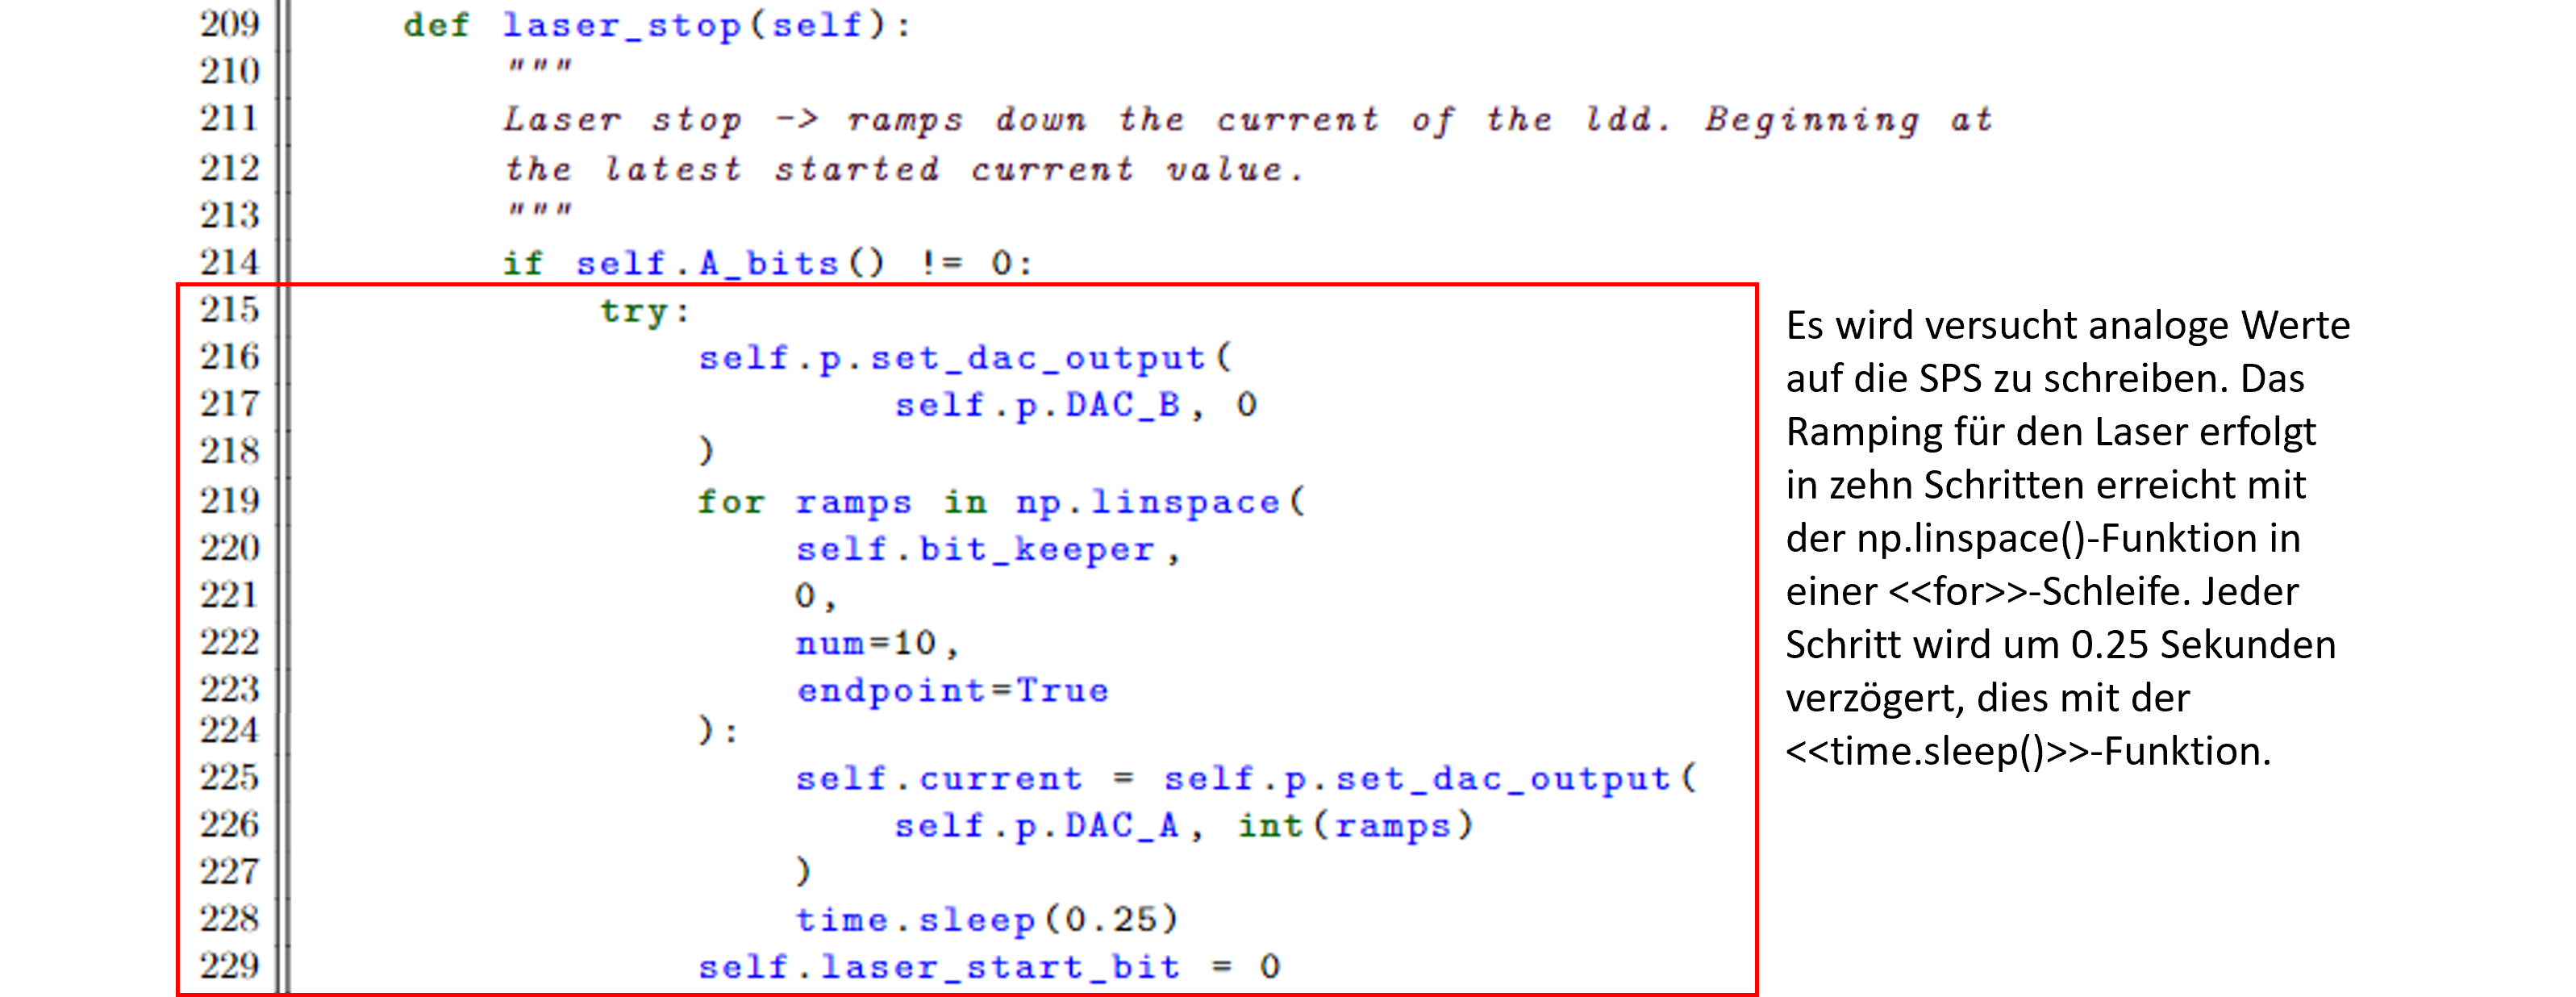 209 def laser_stop(self):
210 """
211 Laser stop -> ramps down the current of the ldd. Beginning at
212 the latest started current value.
213 """
214 if self.A_bits() != 0:
215 try:
216 self.p.set_dac_output(
217 self.p.DAC_B, 0
218 )
219 for ramps in np.linspace(
220 self.bit_keeper,
221 0,
222 num=10,
223 endpoint=True
224 ):
225 self.current = self.p.set_dac_output(
226 self.p.DAC_A, int(ramps)
227 )
228 time.sleep(0.25)
229 self.laser_start_bit = 0
Es wird versucht analoge Werte
auf die SPS zu schreiben. Das
Ramping für den Laser erfolgt
in zehn Schritten erreicht mit
der np.linspace()-Funktion in
einer <<for>>-Schleife. Jeder
Schritt wird um 0.25 Sekunden
verzögert, dies mit der
<<time.sleep()>>-Funktion.